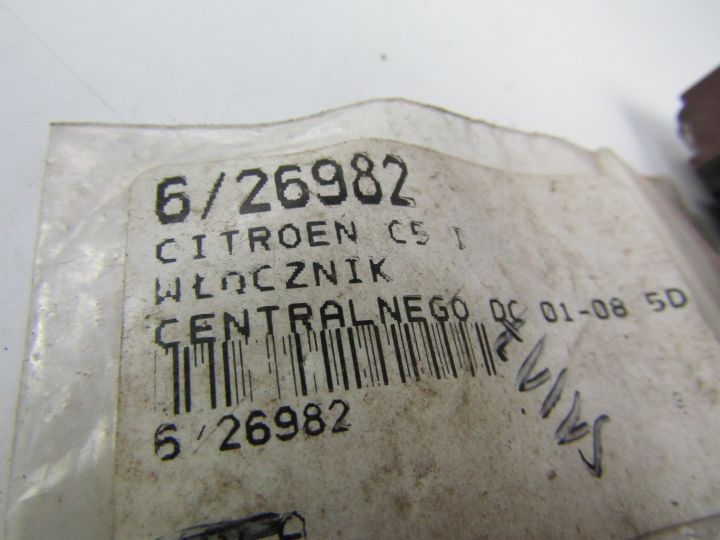 6/26982
CITROEN C5 I
WŁĄCZNIK
CENTRALNEGO DC 01-08 5D
6/26982